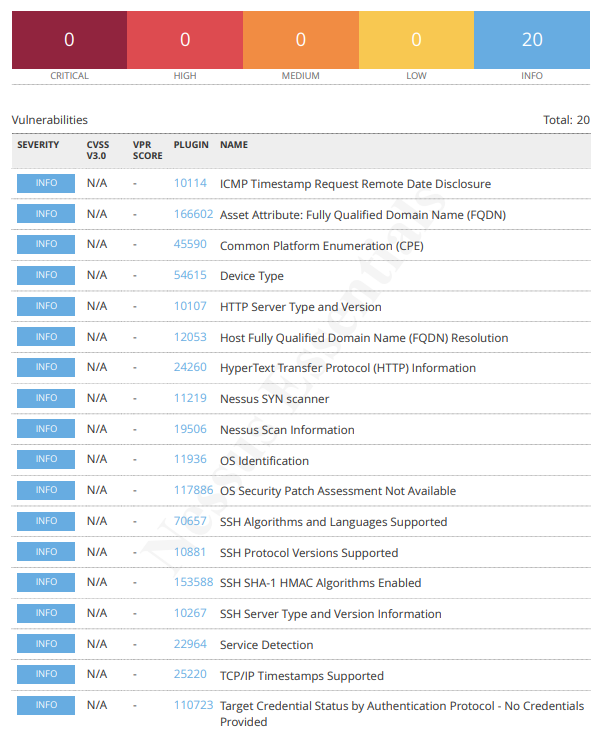 0 0 0 0 20
CRITICAL HIGH MEDIUM LOW INFO
Vulnerabilities Total: 20
SEVERITY CVSS V3.0 VPR SCORE PLUGIN NAME
INFO N/A - 10114 ICMP Timestamp Request Remote Date Disclosure
INFO N/A - 166602 Asset Attribute: Fully Qualified Domain Name (FQDN)
INFO N/A - 45590 Common Platform Enumeration (CPE)
INFO N/A - 54615 Device Type
INFO N/A - 10107 HTTP Server Type and Version
INFO N/A - 12053 Host Fully Qualified Domain Name (FQDN) Resolution
INFO N/A - 24260 HyperText Transfer Protocol (HTTP) Information
INFO N/A - 11219 Nessus SYN scanner
INFO N/A - 19506 Nessus Scan Information
INFO N/A - 11936 OS Identification
INFO N/A - 117886 OS Security Patch Assessment Not Available
INFO N/A - 70657 SSH Algorithms and Languages Supported
INFO N/A - 10881 SSH Protocol Versions Supported
INFO N/A - 153588 SSH SHA-1 HMAC Algorithms Enabled
INFO N/A - 10267 SSH Server Type and Version Information
INFO N/A - 22964 Service Detection
INFO N/A - 25220 TCP/IP Timestamps Supported
INFO N/A - 110723 Target Credential Status by Authentication Protocol - No Credentials
Provided
Nessus Essentials